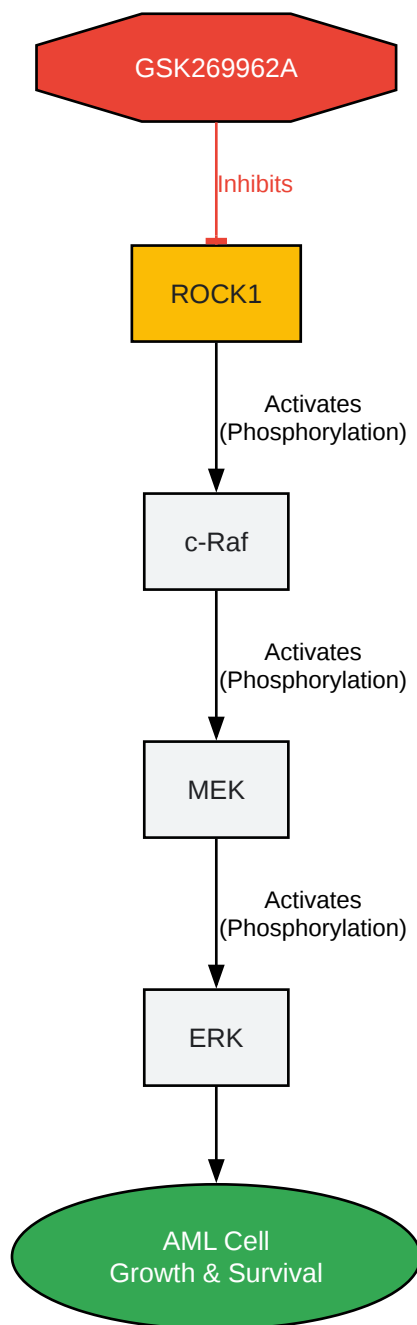 GSK269962A
Inhibits
ROCK1
Activates
(Phosphorylation)
c-Raf
Activates
(Phosphorylation)
MEK
Activates
(Phosphorylation)
ERK
AML Cell
Growth & Survival